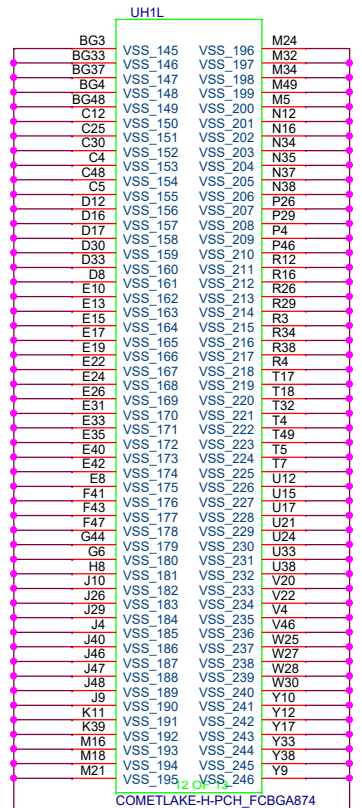 UH1L
BG3 VSS_145 VSS_196 M24
BG33 VSS_146 VSS_197 M32
BG37 VSS_147 VSS_198 M34
BG4 VSS_148 VSS_199 M49
BG48 VSS_149 VSS_200 M5
C12 VSS_150 VSS_201 N12
C25 VSS_151 VSS_202 N16
C30 VSS_152 VSS_203 N34
C4 VSS_153 VSS_204 N35
C48 VSS_154 VSS_205 N37
C5 VSS_155 VSS_206 N38
D12 VSS_156 VSS_207 P26
D16 VSS_157 VSS_208 P29
D17 VSS_158 VSS_209 P4
D30 VSS_159 VSS_210 P46
D33 VSS_160 VSS_211 R12
D8 VSS_161 VSS_212 R16
E10 VSS_162 VSS_213 R26
E13 VSS_163 VSS_214 R29
E15 VSS_164 VSS_215 R3
E17 VSS_165 VSS_216 R34
E19 VSS_166 VSS_217 R38
E22 VSS_167 VSS_218 R4
E24 VSS_168 VSS_219 T17
E26 VSS_169 VSS_220 T18
E31 VSS_170 VSS_221 T32
E33 VSS_171 VSS_222 T4
E35 VSS_172 VSS_223 T49
E40 VSS_173 VSS_224 T5
E42 VSS_174 VSS_225 T7
E8 VSS_175 VSS_226 U12
F41 VSS_176 VSS_227 U15
F43 VSS_177 VSS_228 U17
F47 VSS_178 VSS_229 U21
G44 VSS_179 VSS_230 U24
G6 VSS_180 VSS_231 U33
H8 VSS_181 VSS_232 U38
J10 VSS_182 VSS_233 V20
J26 VSS_183 VSS_234 V22
J29 VSS_184 VSS_235 V4
J4 VSS_185 VSS_236 V46
J40 VSS_186 VSS_237 W25
J46 VSS_187 VSS_238 W27
J47 VSS_188 VSS_239 W28
J48 VSS_189 VSS_240 W30
J9 VSS_190 VSS_241 Y10
K11 VSS_191 VSS_242 Y12
K39 VSS_192 VSS_243 Y17
M16 VSS_193 VSS_244 Y33
M18 VSS_194 VSS_245 Y38
M21 VSS_195 VSS_246 Y9
12 OF 13
COMETLAKE-H-PCH_FCBGA874